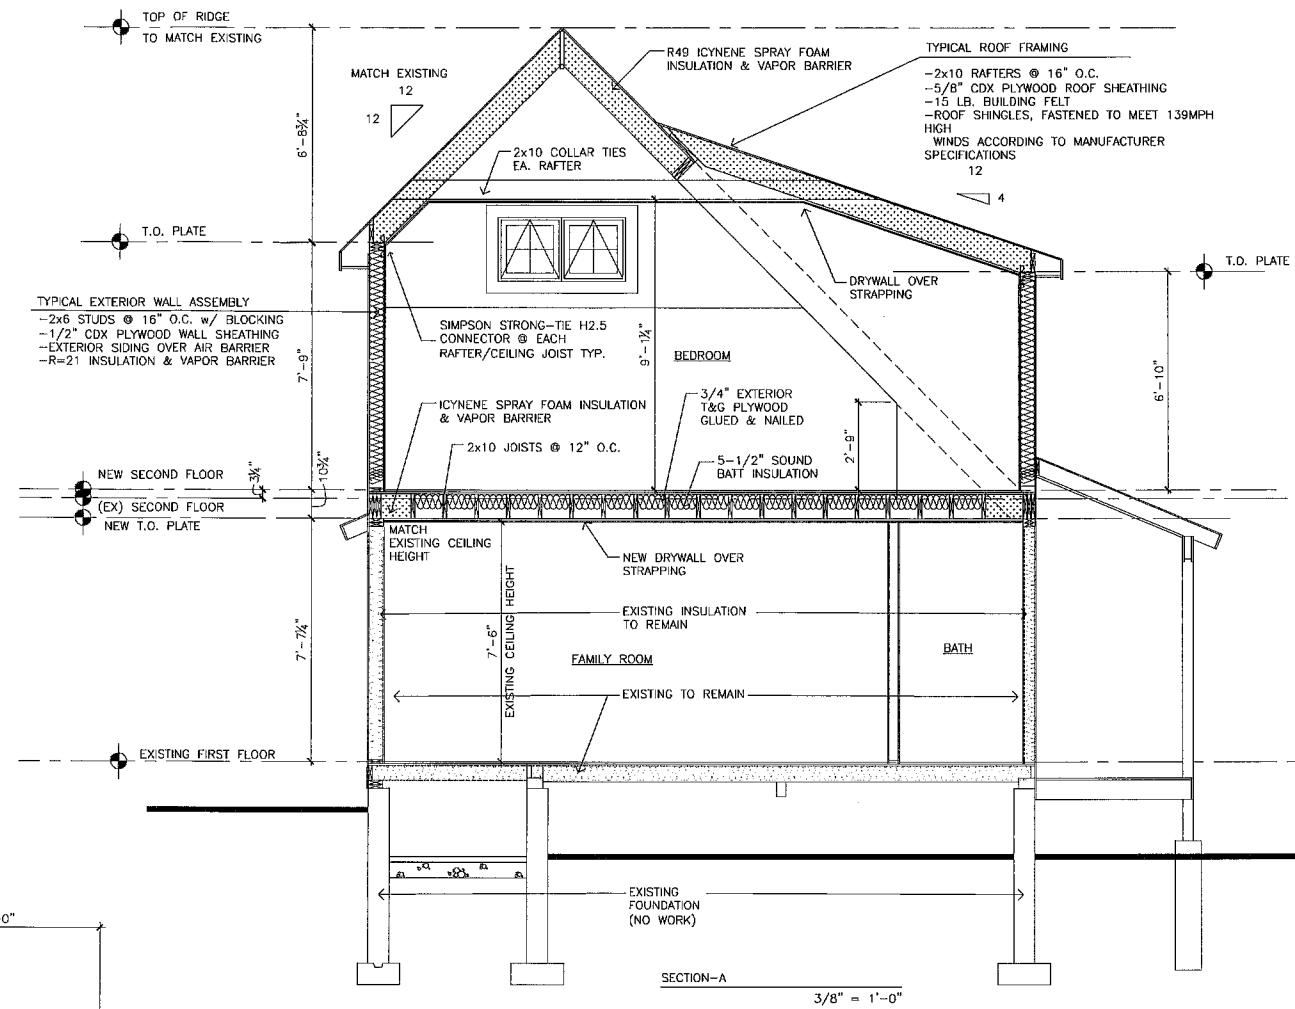 TOP OF RIDGE
TO MATCH EXISTING
MATCH EXISTING
12
12
6'-8¾"
R49 ICYNENE SPRAY FOAM
INSULATION & VAPOR BARRIER
TYPICAL ROOF FRAMING
-2x10 RAFTERS @ 16" O.C.
-5/8" CDX PLYWOOD ROOF SHEATHING
-15 LB. BUILDING FELT
-ROOF SHINGLES, FASTENED TO MEET 139MPH
HIGH
WINDS ACCORDING TO MANUFACTURER
SPECIFICATIONS
12
4
2x10 COLLAR TIES
EA. RAFTER
T.O. PLATE
T.O. PLATE
DRYWALL OVER
STRAPPING
TYPICAL EXTERIOR WALL ASSEMBLY
-2x6 STUDS @ 16" O.C. w/ BLOCKING
-1/2" CDX PLYWOOD WALL SHEATHING
-EXTERIOR SIDING OVER AIR BARRIER
-R=21 INSULATION & VAPOR BARRIER
7'-9"
SIMPSON STRONG-TIE H2.5
CONNECTOR @ EACH
RAFTER/CEILING JOIST TYP.
9'-1¼"
BEDROOM
6'-10"
3/4" EXTERIOR
T&G PLYWOOD
GLUED & NAILED
ICYNENE SPRAY FOAM INSULATION
& VAPOR BARRIER
2x10 JOISTS @ 12" O.C.
5-1/2" SOUND
BATT INSULATION
2'-9"
NEW SECOND FLOOR
3¼"
10¾"
(EX) SECOND FLOOR
NEW T.O. PLATE
MATCH
EXISTING CEILING
HEIGHT
NEW DRYWALL OVER
STRAPPING
7'-7¼"
7'-6"
EXISTING CEILING HEIGHT
EXISTING INSULATION
TO REMAIN
FAMILY ROOM
BATH
EXISTING TO REMAIN
EXISTING FIRST FLOOR
EXISTING
FOUNDATION
(NO WORK)
-0"
SECTION-A
3/8" = 1'-0"